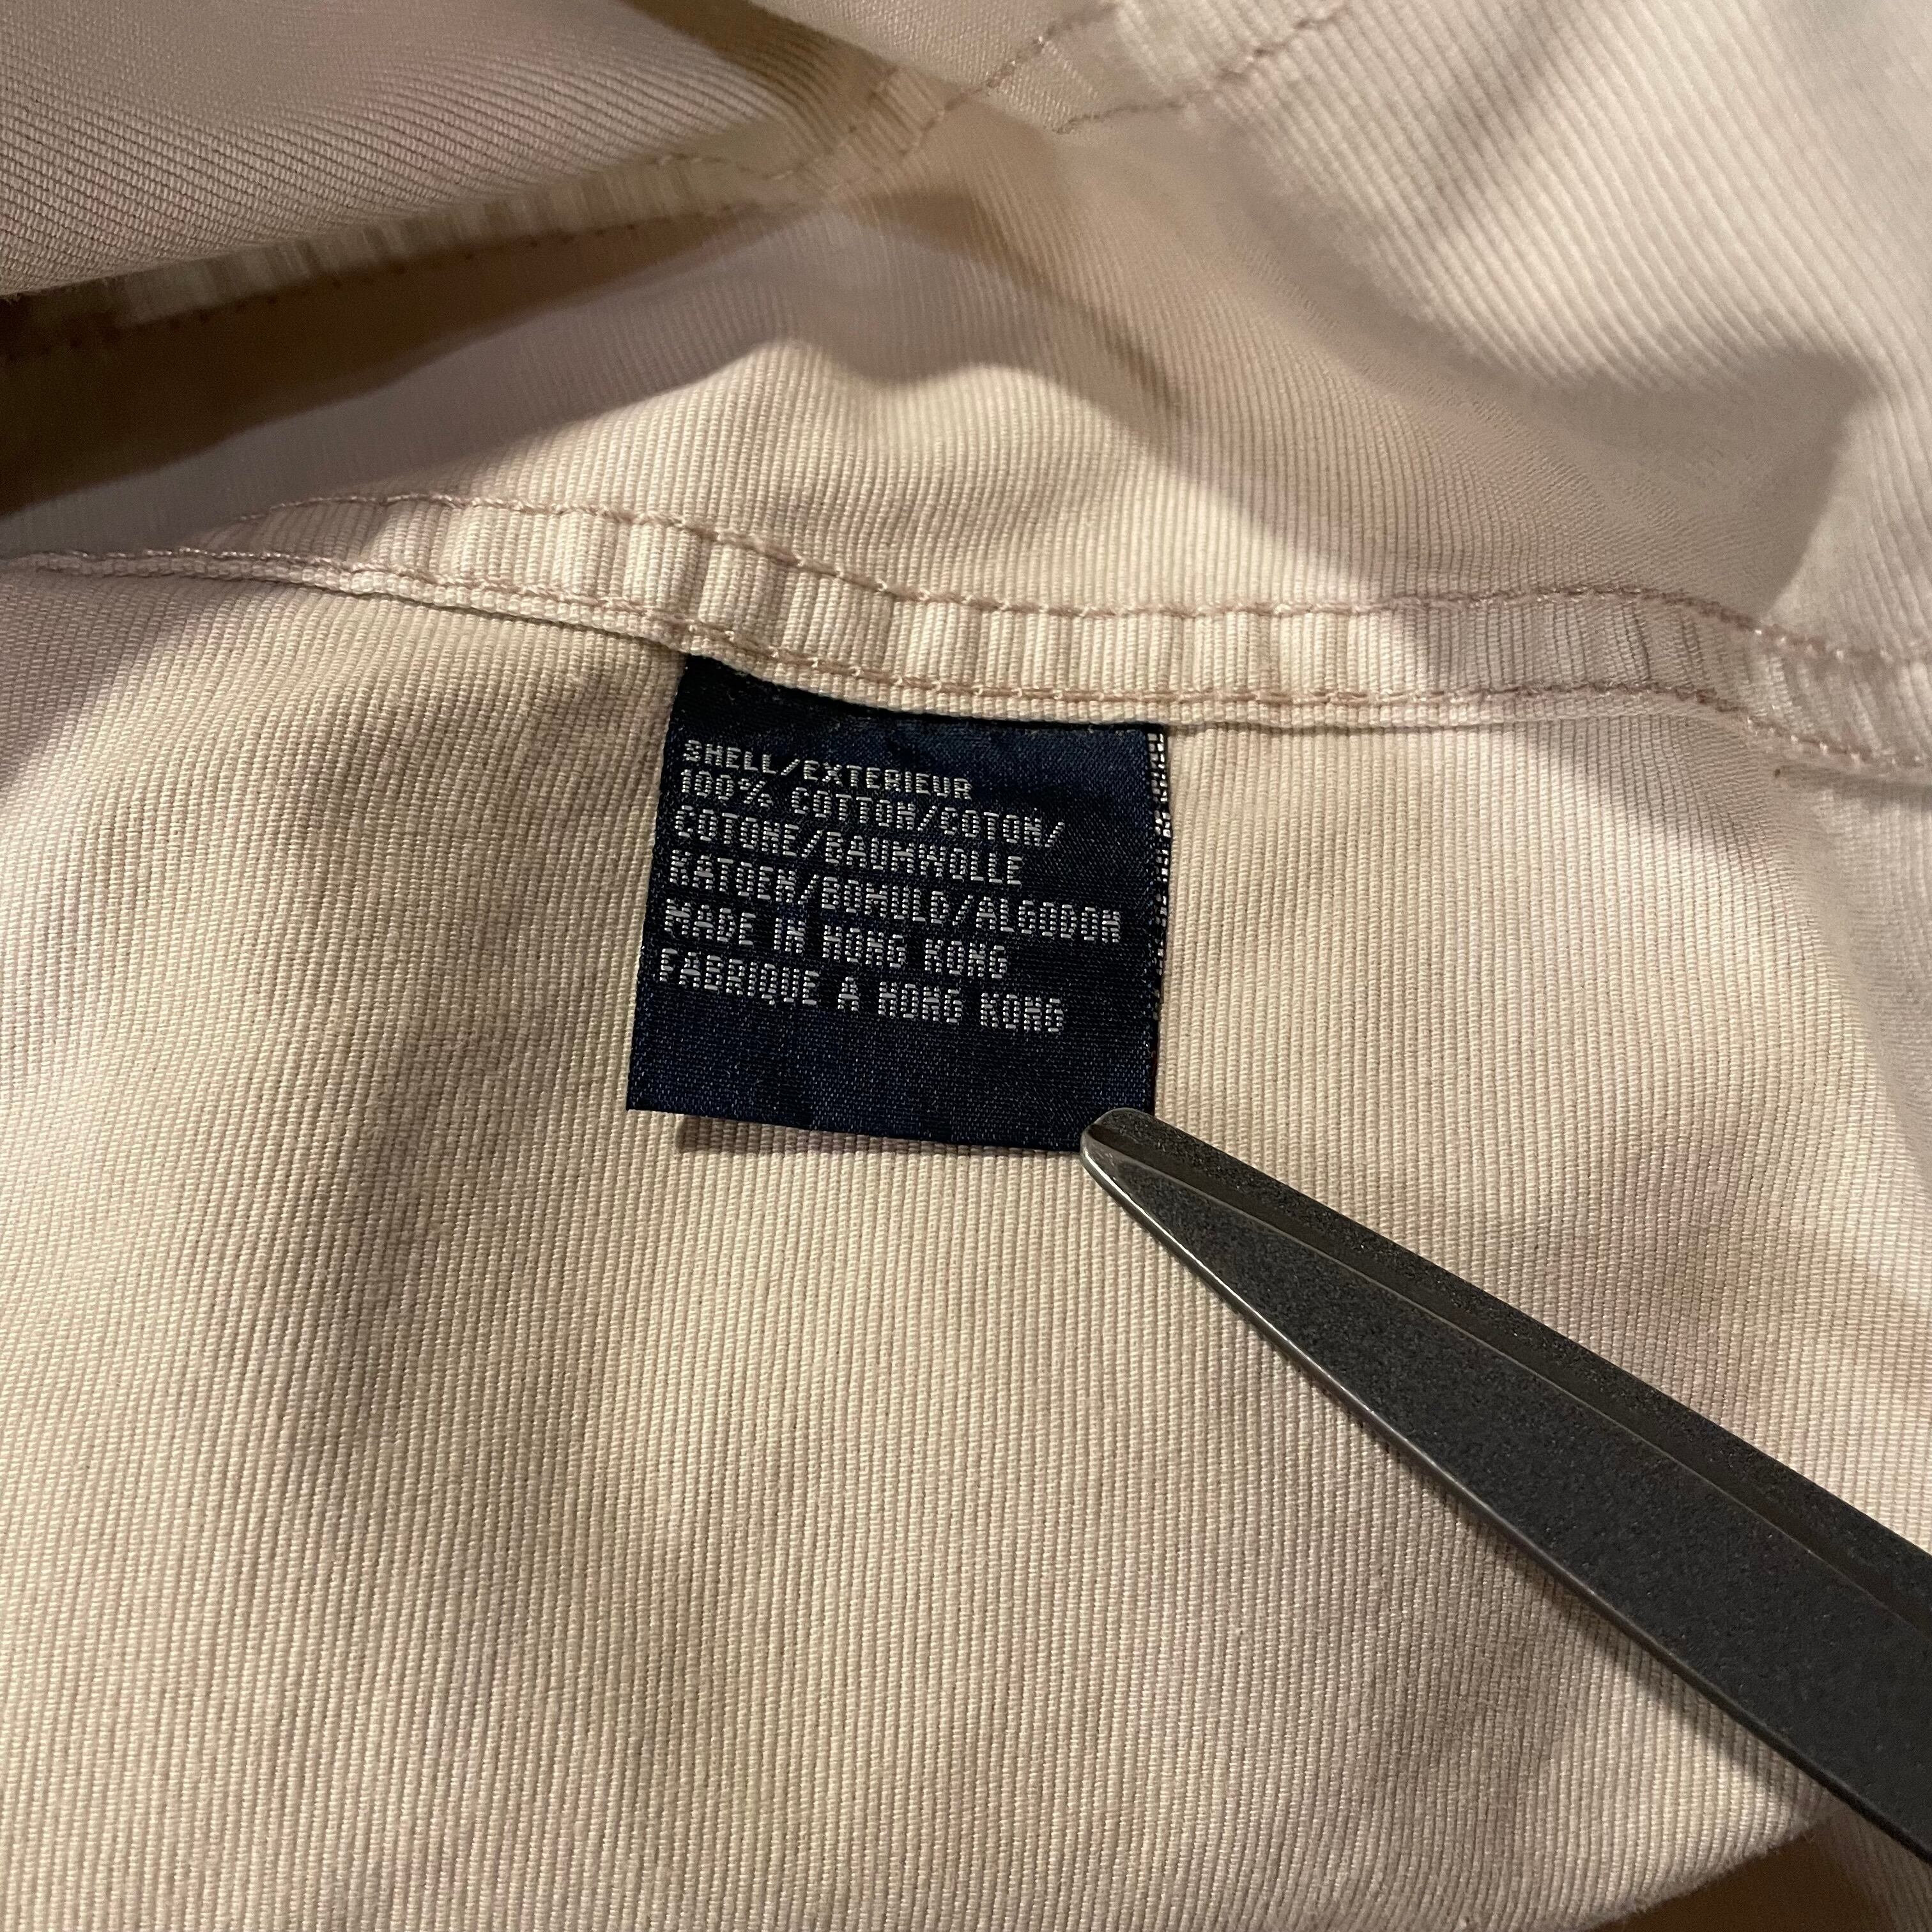 SHELL/EXTERIEUR
100% COTTON/COTON/
COTONE/BAUMWOLLE
KATOEN/BOMULD/ALGODON
MADE IN HONG KONG
FABRIQUE A HONG KONG